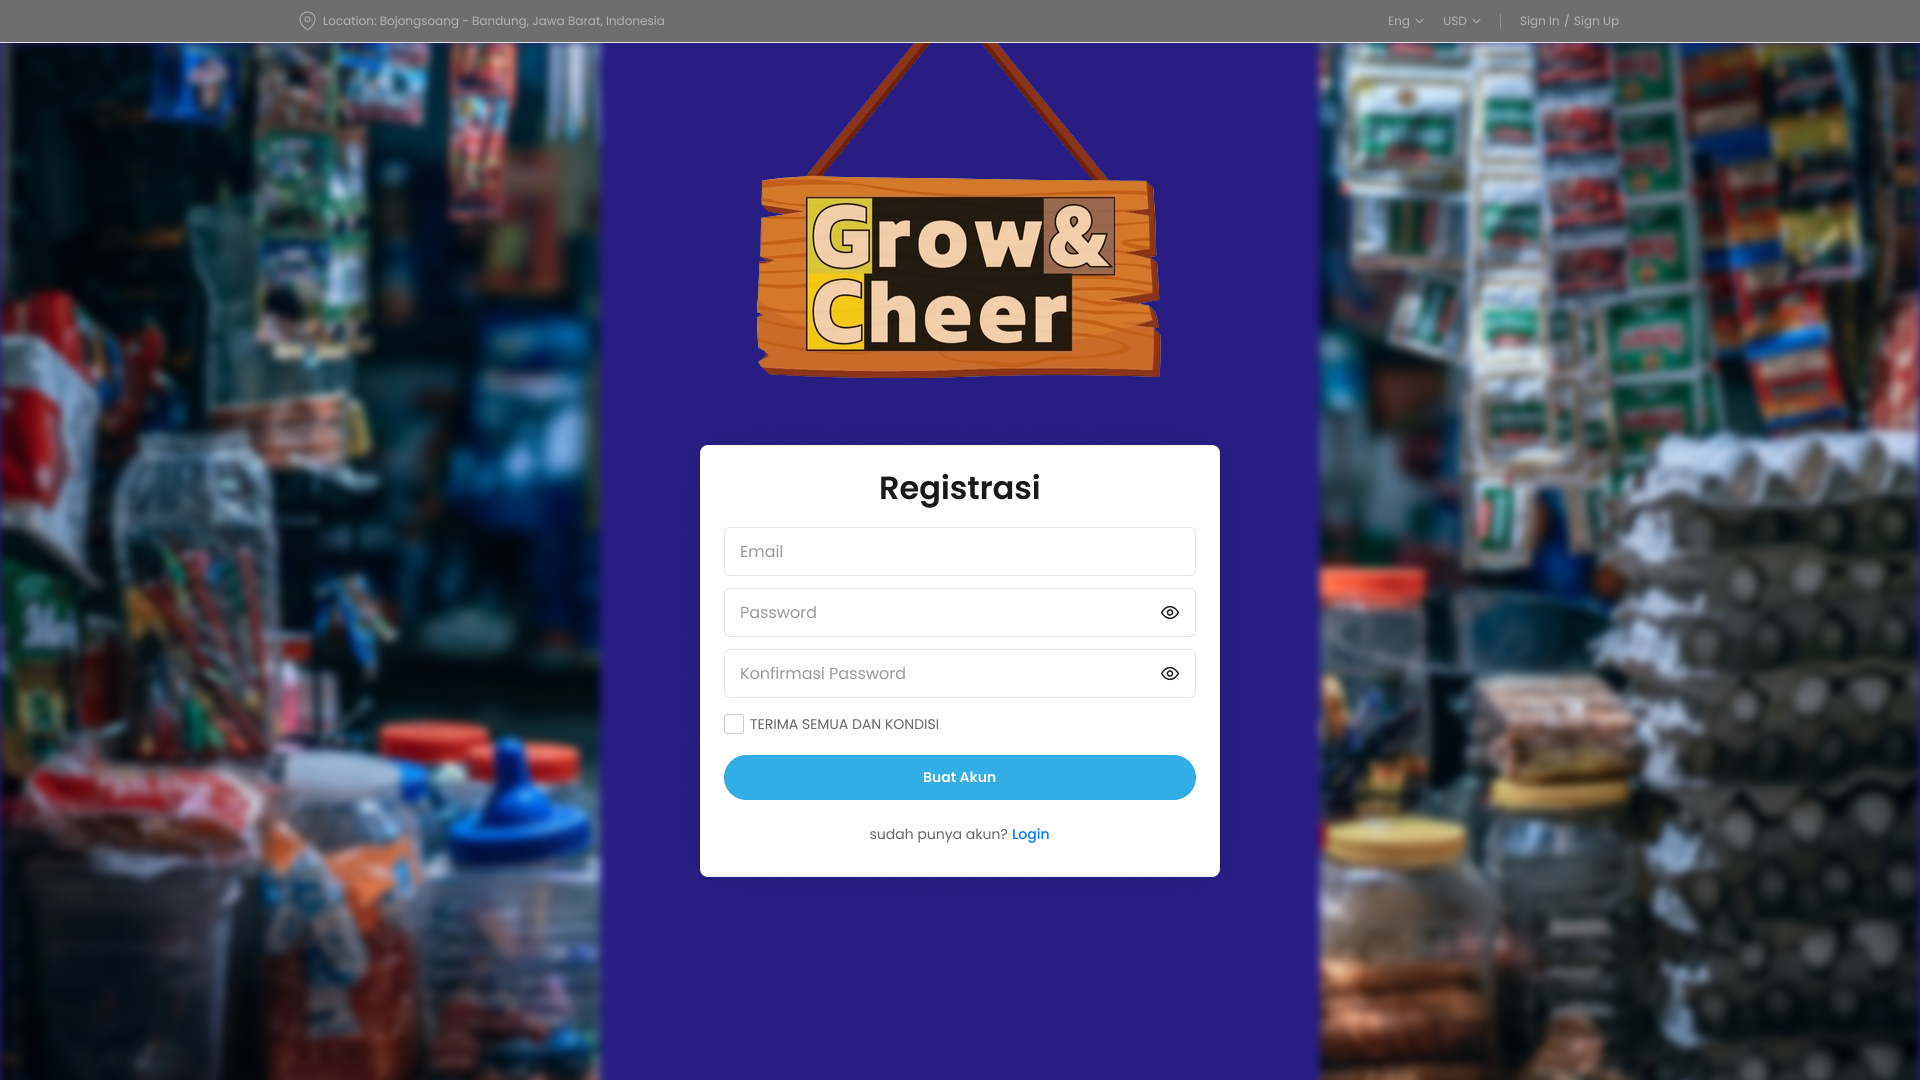 Location: Bojongsoang - Bandung, Jawa Barat, Indonesia
Eng
USD
Sign In / Sign Up
Grow&
Cheer
Registrasi
Email
Password
Konfirmasi Password
TERIMA SEMUA DAN KONDISI
Buat Akun
sudah punya akun? Login